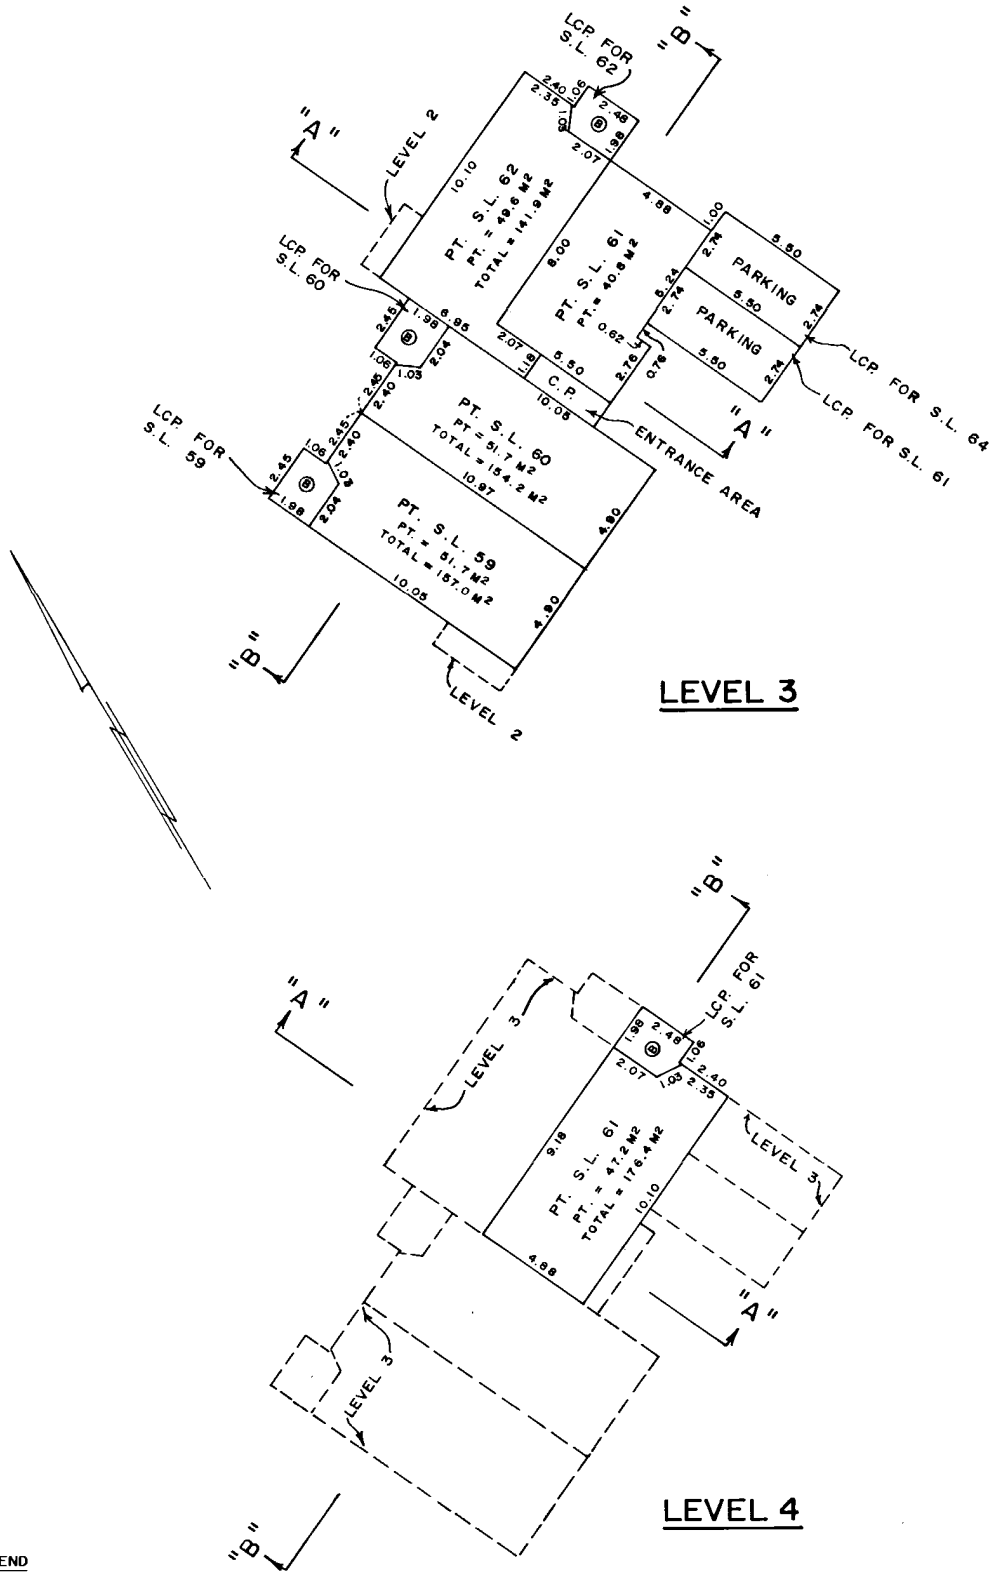 "B"
LCP. FOR
S.L. 62
"A"
LEVEL 2
2.40
2.35
1.06
1.03
B
2.48
1.98
2.07
10.10
PT. S.L. 62
PT. = 49.6 M2
TOTAL = 141.9 M2
4.88
1.00
5.50
2.74
PARKING
2.74
8.00
PT. S.L. 61
PT. = 40.8 M2
5.24
2.74
5.50
PARKING
2.74
5.50
LCP. FOR S.L. 64
LCP. FOR S.L. 61
LCP. FOR
S.L. 60
2.45
1.98
B
2.04
1.06
1.03
6.95
2.07
1.18
0.62
5.50
2.76
0.76
C.P.
10.05
"A"
ENTRANCE AREA
2.45
2.40
PT. S.L. 60
PT = 51.7 M2
TOTAL = 154.2 M2
10.97
4.90
LCP. FOR
S.L. 59
2.45
2.40
1.06
1.03
2.45
B
1.98
2.04
PT. S.L. 59
PT. = 51.7 M2
TOTAL = 157.0 M2
10.05
4.90
"B"
LEVEL 2
LEVEL 3
"B"
LCP. FOR
S.L. 61
"A"
LEVEL 3
1.98
2.48
B
1.06
2.07
1.03
2.40
2.35
LEVEL 3
9.18
PT. S.L. 61
PT. = 47.2 M2
TOTAL = 176.4 M2
10.10
4.88
"A"
LEVEL 3
"B"
LEVEL 4
END